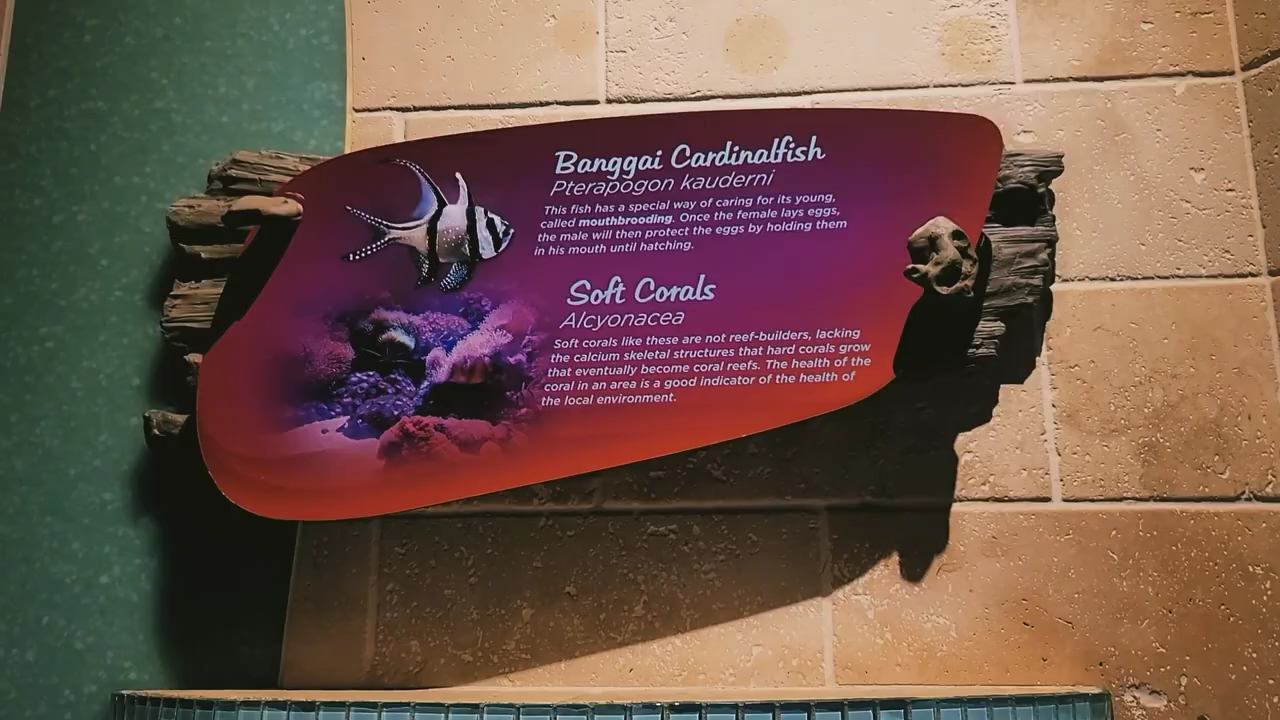 Banggai Cardinalfish
Pterapogon kauderni
This fish has a special way of caring for its young,
called mouthbrooding. Once the female lays eggs,
the male will then protect the eggs by holding them
in his mouth until hatching.
Soft Corals
Alcyonacea
Soft corals like these are not reef-builders, lacking
the calcium skeletal structures that hard corals grow
that eventually become coral reefs. The health of the
coral in an area is a good indicator of the health of
the local environment.